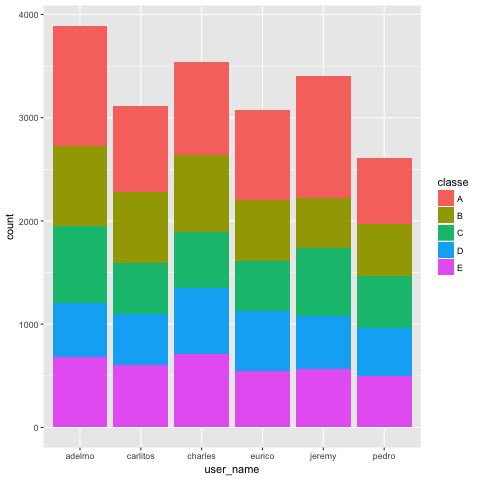 4000
3000
2000
1000
0
count
adelmo carlitos charles eurico jeremy pedro
user_name
classe
A
B
C
D
E